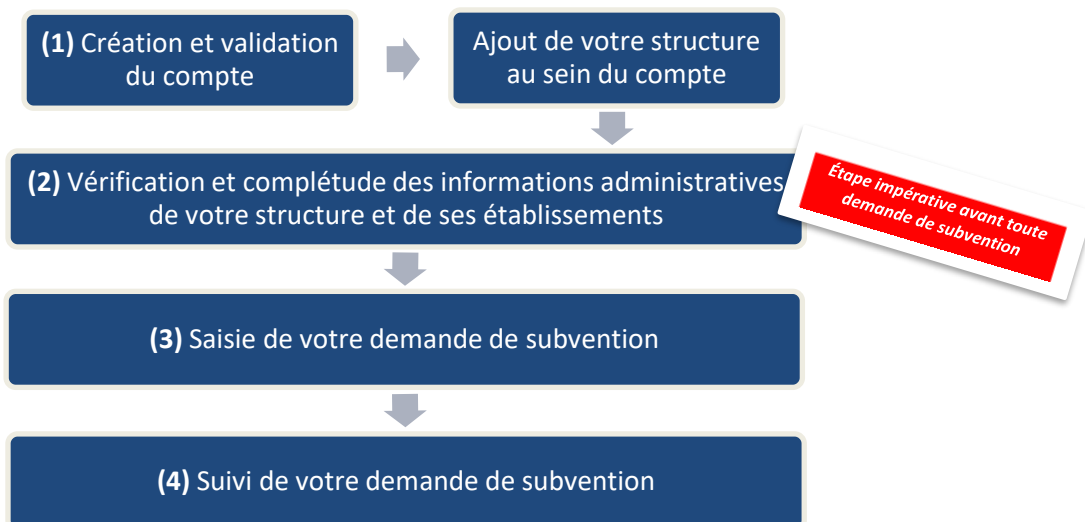 (1) Création et validation
du compte
Ajout de votre structure
au sein du compte
(2) Vérification et complétude des informations administratives
de votre structure et de ses établissements
Étape impérative avant toute
demande de subvention
(3) Saisie de votre demande de subvention
(4) Suivi de votre demande de subvention